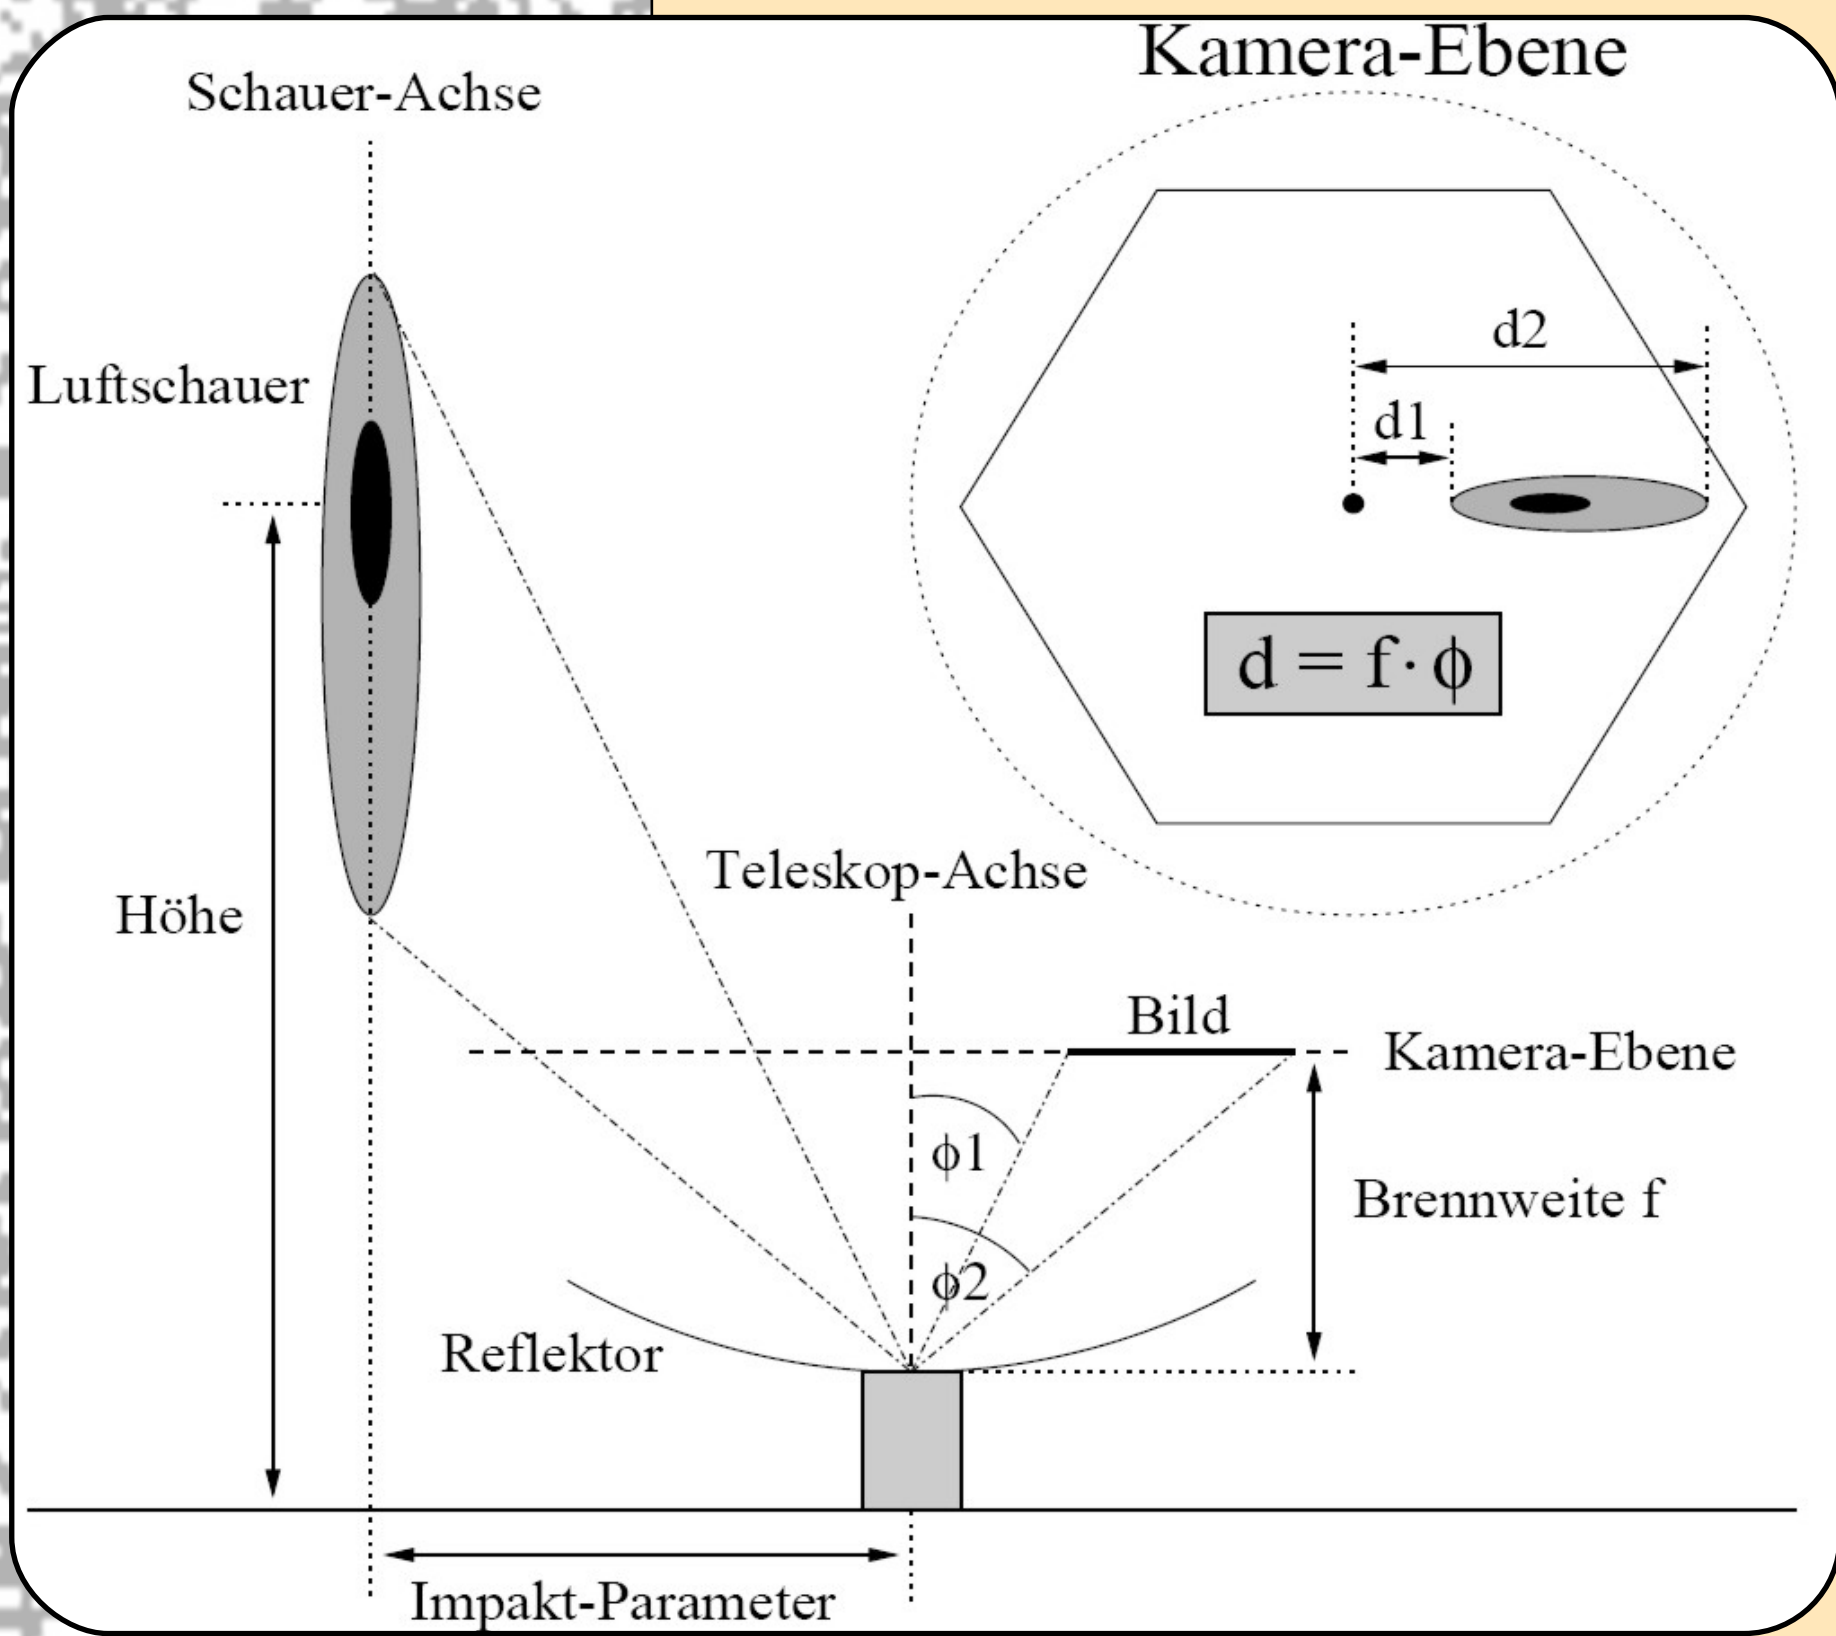 Kamera-Ebene
Schauer-Achse
d2
Luftschauer
d1
d = f · ϕ
Teleskop-Achse
Höhe
Bild
Kamera-Ebene
ϕ1
Brennweite f
ϕ2
Reflektor
Impakt-Parameter